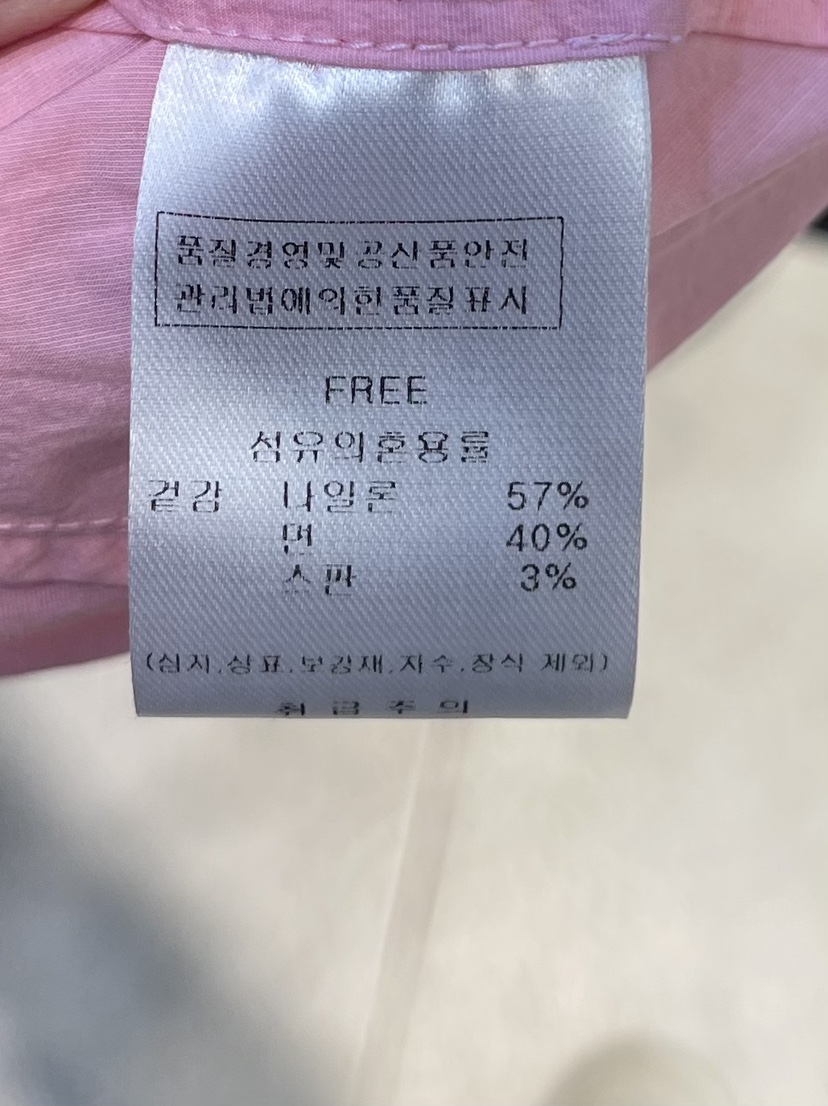 품질경영및 공산품안전
관리법에의한품질표시
FREE
섬유의혼용률
겉감 나일론 57%
면 40%
스판 3%
(심지.상표.보강재.자수.장식 제외)
취급주의